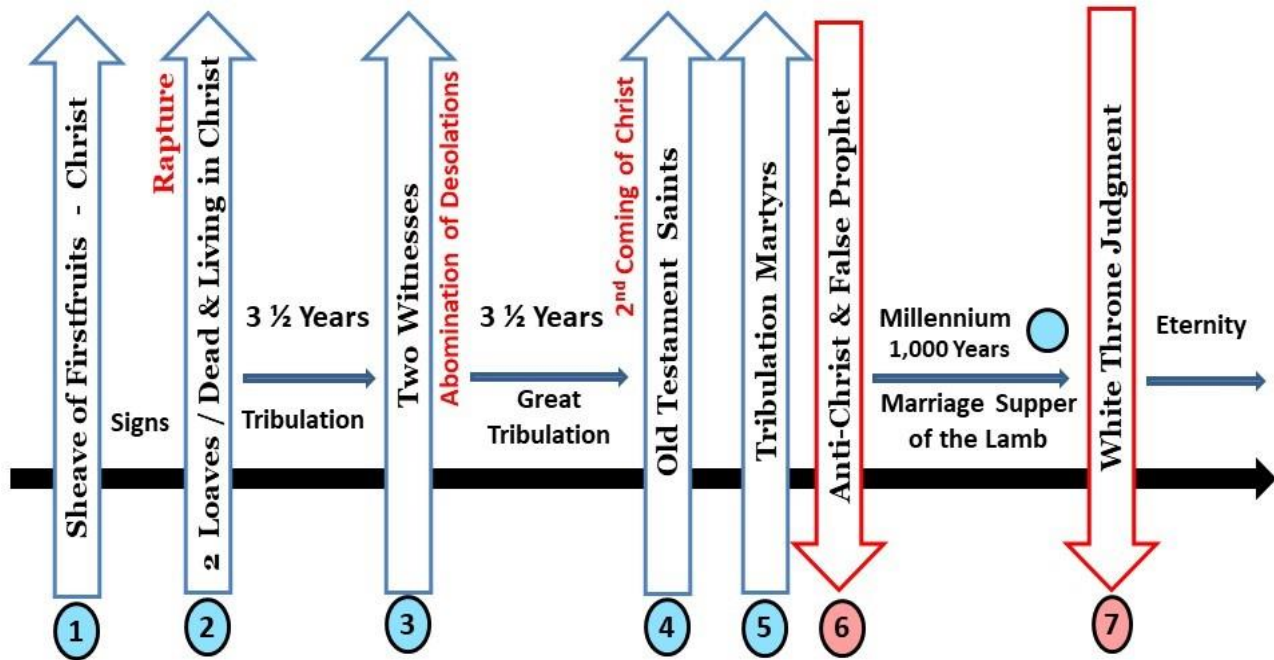 Sheave of Firstfruits - Christ
Signs
Rapture
2 Loaves / Dead & Living in Christ
3 ½ Years
Tribulation
Two Witnesses
Abomination of Desolations
3 ½ Years
Great
Tribulation
2nd Coming of Christ
Old Testament Saints
Tribulation Martyrs
Anti-Christ & False Prophet
Millennium
1,000 Years
Marriage Supper
of the Lamb
White Throne Judgment
Eternity
1
2
3
4
5
6
7